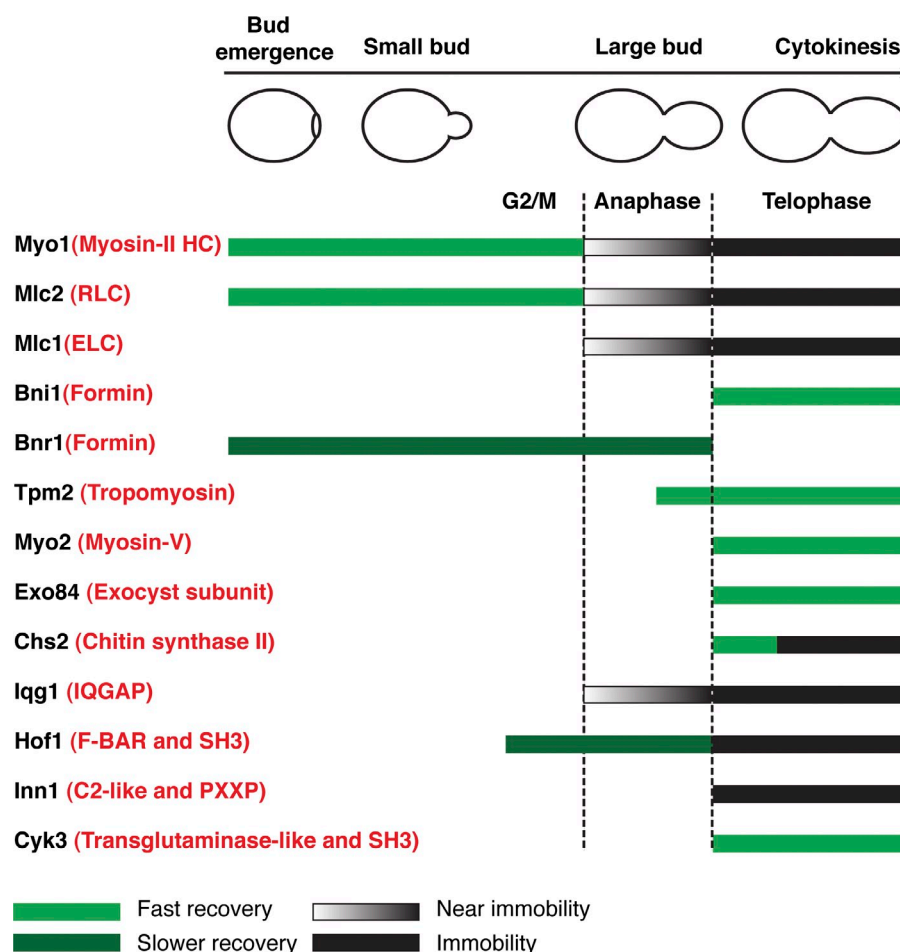 Bud
emergence
Small bud
Large bud
Cytokinesis
G2/M
Anaphase
Telophase
Myo1(Myosin-II HC)
Mlc2 (RLC)
Mlc1(ELC)
Bni1(Formin)
Bnr1(Formin)
Tpm2 (Tropomyosin)
Myo2 (Myosin-V)
Exo84 (Exocyst subunit)
Chs2 (Chitin synthase II)
Iqg1 (IQGAP)
Hof1 (F-BAR and SH3)
Inn1 (C2-like and PXXP)
Cyk3 (Transglutaminase-like and SH3)
Fast recovery
Near immobility
Slower recovery
Immobility